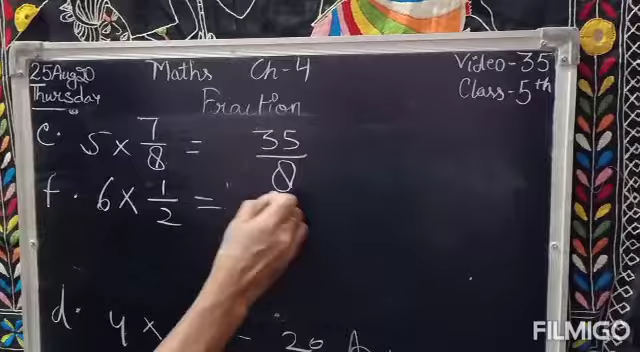 25Aug20 Maths Ch-4 Video-35
Thursday Fraction Class-5th
c. 5 × 7/8 = 35/8
f. 6 × 1/2 =
d. 4 × = 20
FILMIGO